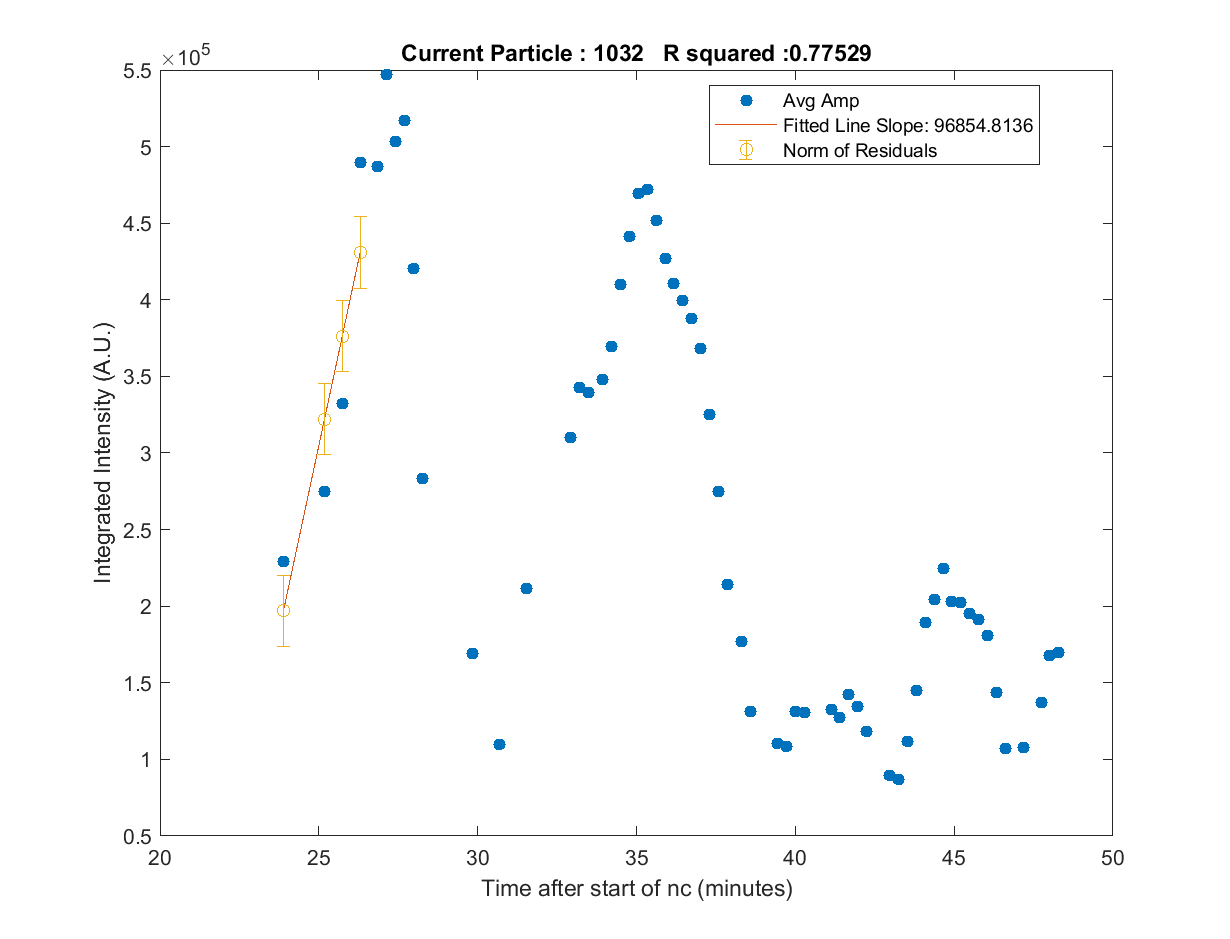 ×10⁵
Current Particle : 1032 R squared :0.77529
5.5
5
4.5
4
3.5
3
2.5
2
1.5
1
0.5
Integrated Intensity (A.U.)
Avg Amp
Fitted Line Slope: 96854.8136
Norm of Residuals
20 25 30 35 40 45 50
Time after start of nc (minutes)